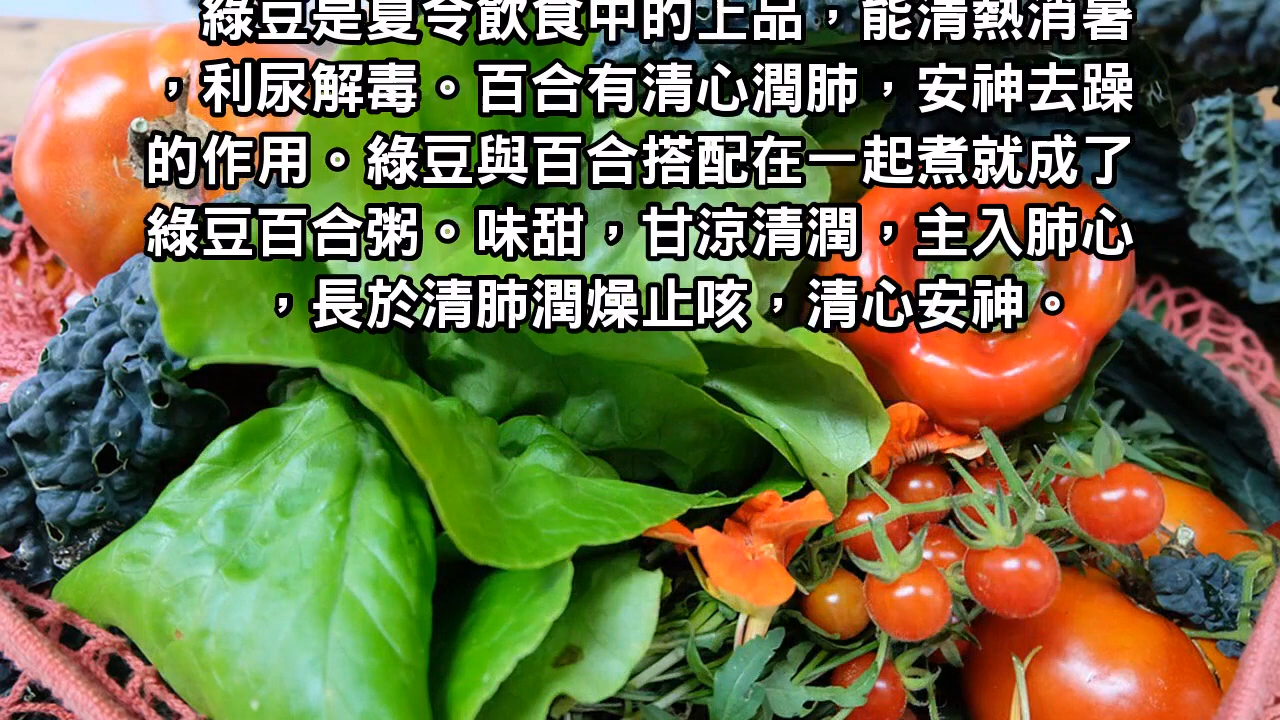 綠豆是夏令飲食中的上品，能清熱消暑
，利尿解毒。百合有清心潤肺，安神去躁
的作用。綠豆與百合搭配在一起煮就成了
綠豆百合粥。味甜，甘涼清潤，主入肺心
，長於清肺潤燥止咳，清心安神。